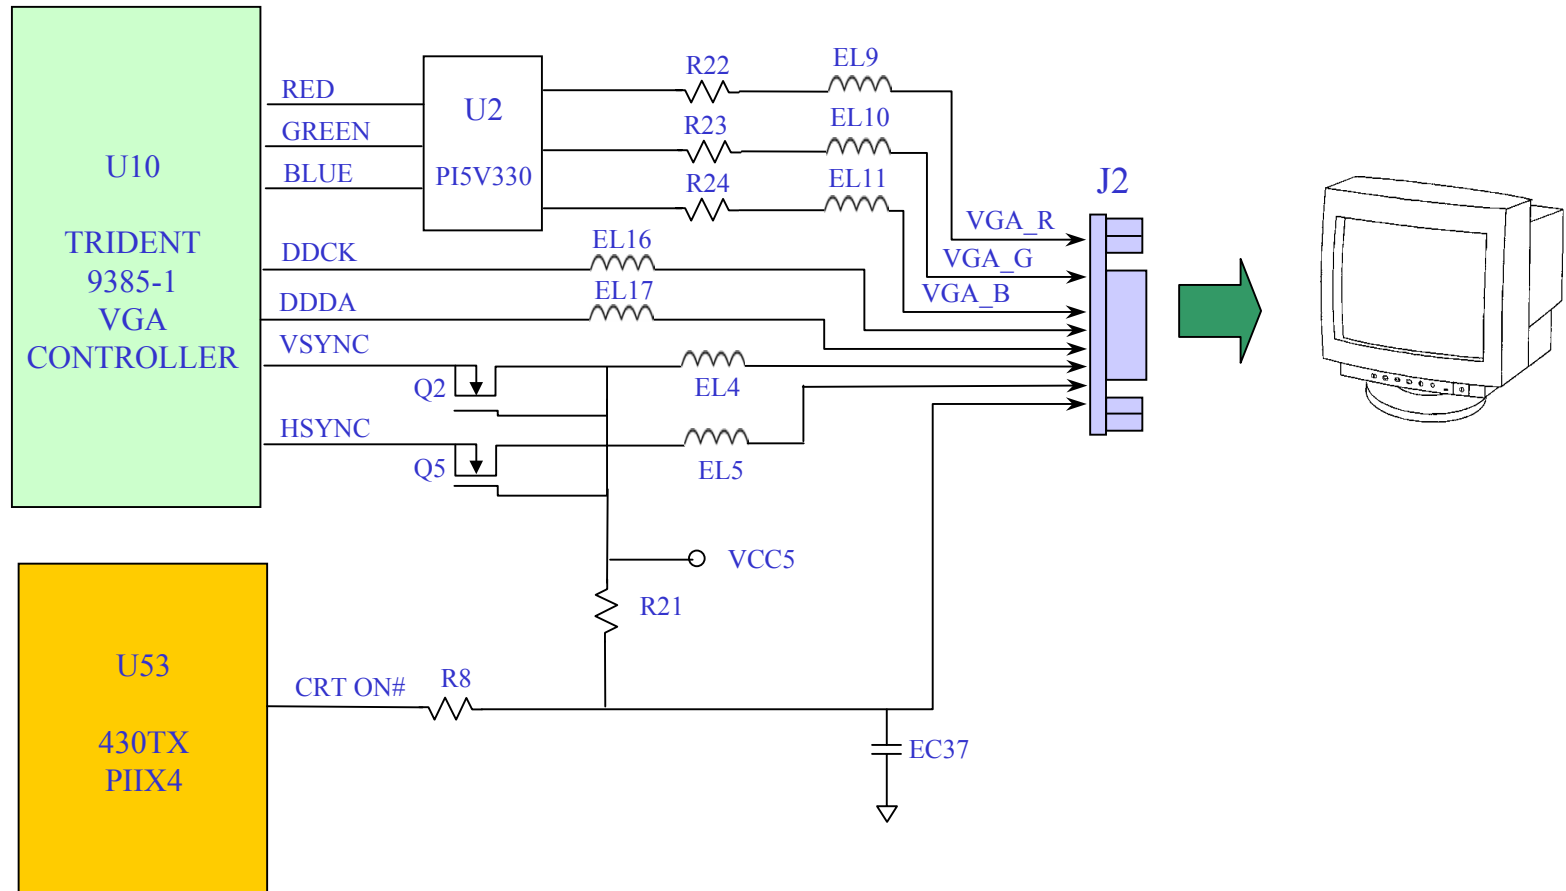 U10
TRIDENT
9385-1
VGA
CONTROLLER
RED
GREEN
BLUE
DDCK
DDDA
VSYNC
HSYNC
U2
PI5V330
R22
R23
R24
EL9
EL10
EL11
EL16
EL17
Q2
Q5
EL4
EL5
VGA_R
VGA_G
VGA_B
J2
VCC5
R21
U53
430TX
PIIX4
CRT ON#
R8
EC37